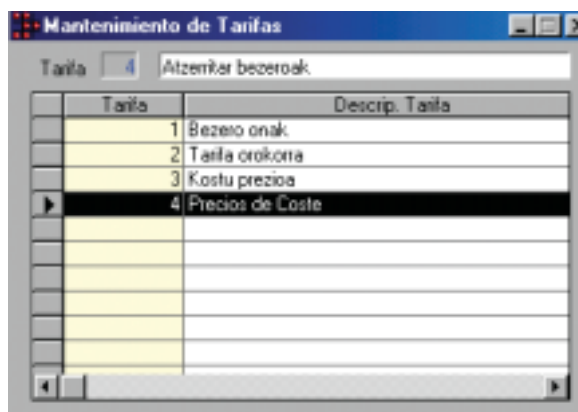 Mantenimiento de Tarifas
Tarifa 4 Atzerritar bezeroak
Tarifa Descrip. Tarifa
1 Bezero onak
2 Tarifa orokorra
3 Kostu prezioa
4 Precios de Coste